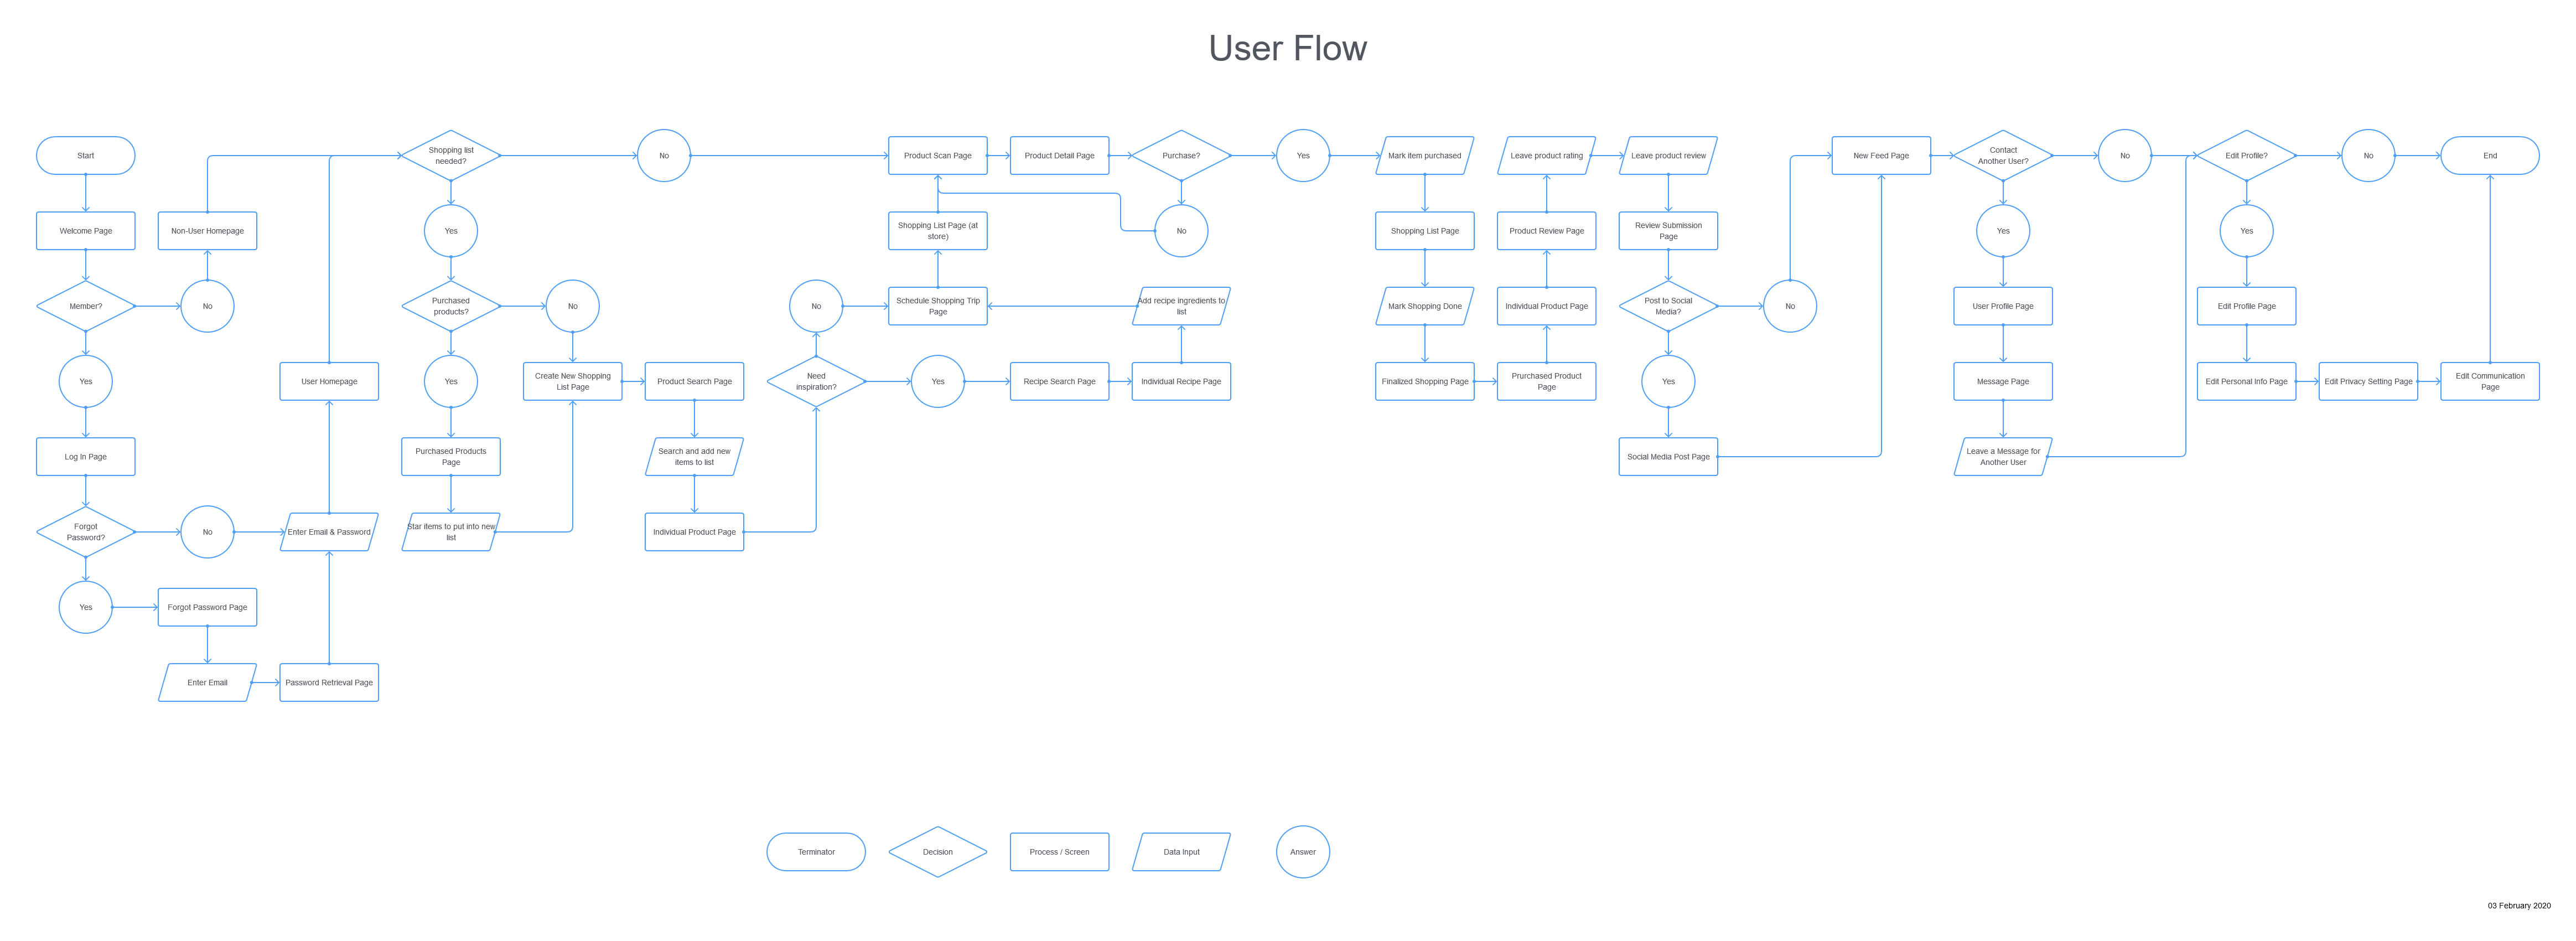 User Flow
Start
Shopping list
needed?
No
Product Scan Page
Product Detail Page
Purchase?
Yes
Mark item purchased
Leave product rating
Leave product review
New Feed Page
Contact
Another User?
No
Edit Profile?
No
End
Welcome Page
Non-User Homepage
Yes
Shopping List Page (at
store)
No
Shopping List Page
Product Review Page
Review Submission
Page
Yes
Yes
Member?
No
Purchased
products?
No
No
Schedule Shopping Trip
Page
Add recipe ingredients to
list
Mark Shopping Done
Individual Product Page
Post to Social
Media?
No
User Profile Page
Edit Profile Page
Yes
User Homepage
Yes
Create New Shopping
List Page
Product Search Page
Need
inspiration?
Yes
Recipe Search Page
Individual Recipe Page
Finalized Shopping Page
Prurchased Product
Page
Yes
Message Page
Edit Personal Info Page
Edit Privacy Setting Page
Edit Communication
Page
Log In Page
Purchased Products
Page
Search and add new
items to list
Social Media Post Page
Leave a Message for
Another User
Forgot
Password?
No
Enter Email & Password
Star items to put into new
list
Individual Product Page
Yes
Forgot Password Page
Enter Email
Password Retrieval Page
Terminator
Decision
Process / Screen
Data Input
Answer
03 February 2020